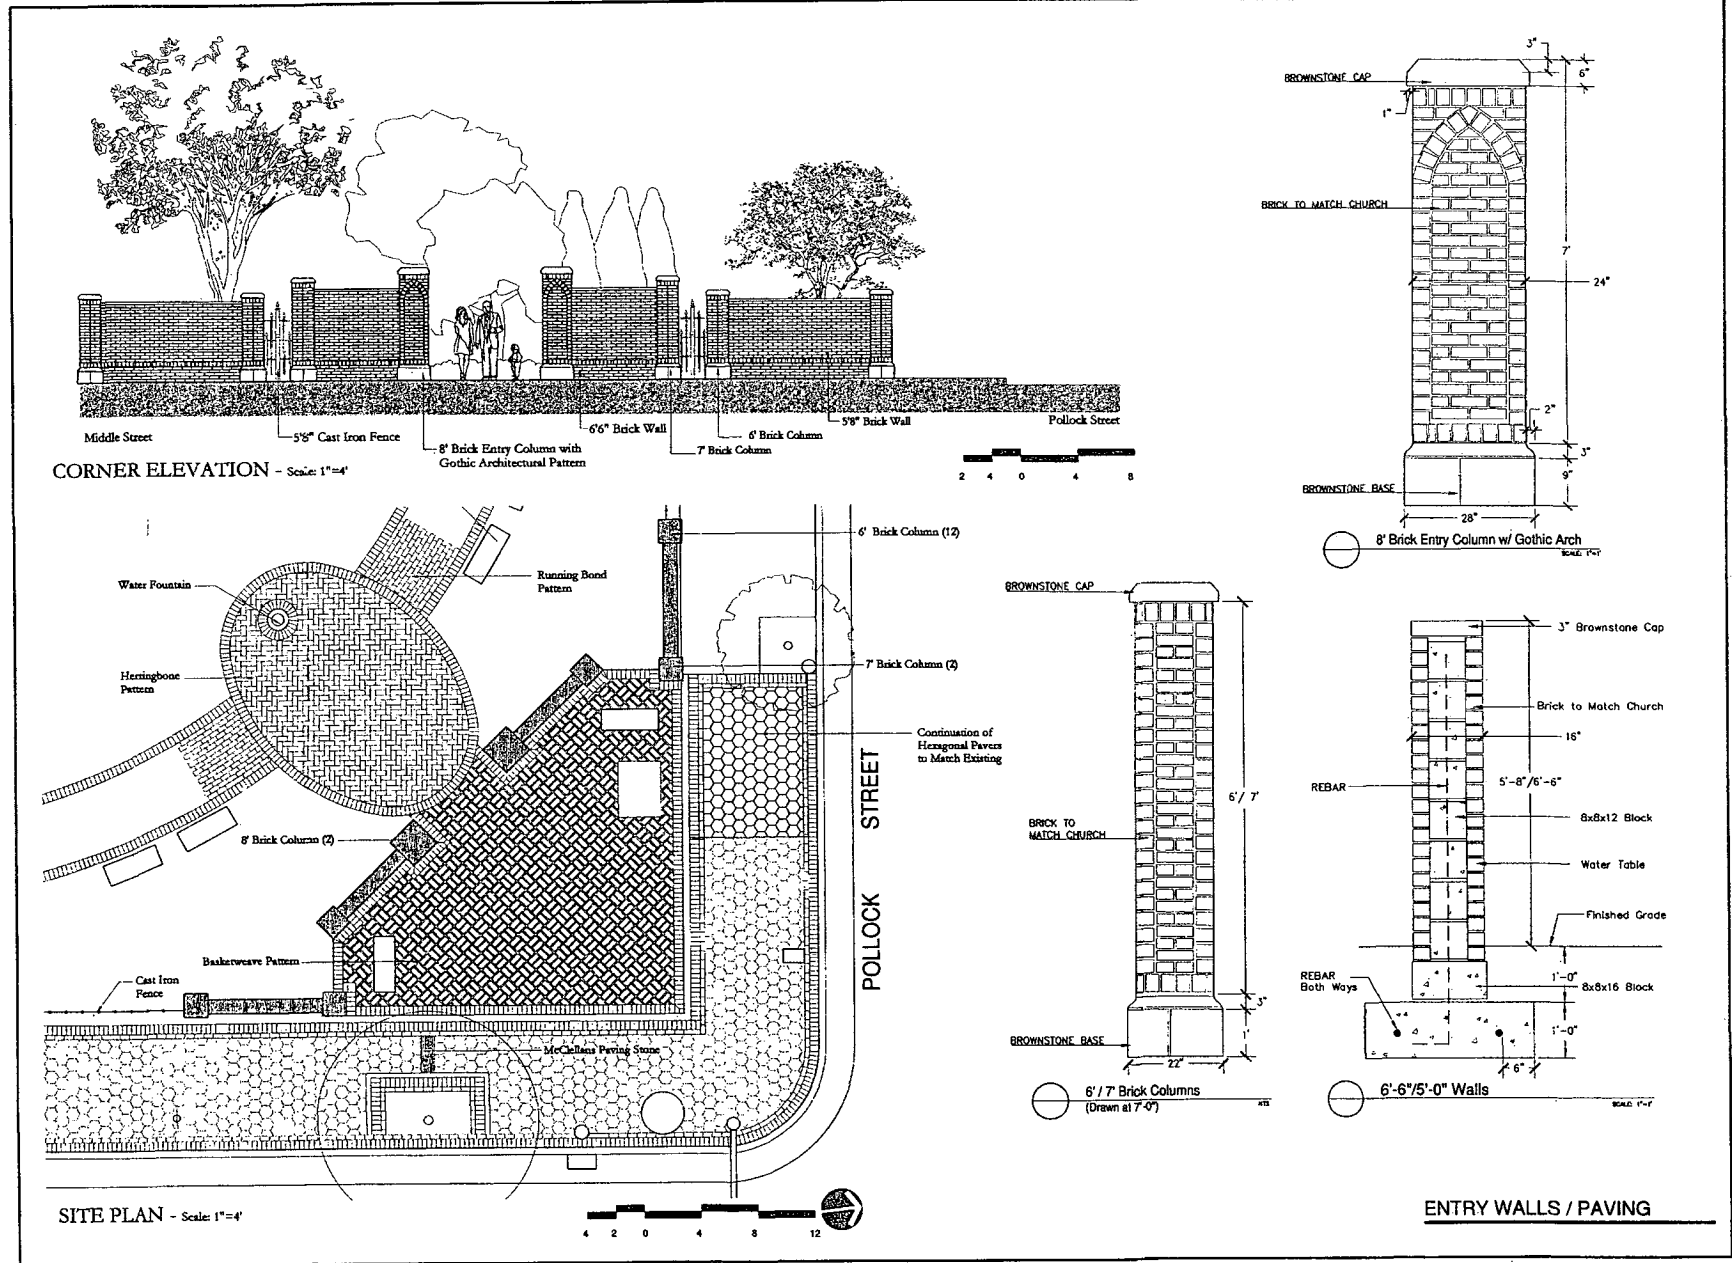 Middle Street
5'8" Cast Iron Fence
8' Brick Entry Column with
Gothic Architectural Pattern
6'6" Brick Wall
7' Brick Column
6' Brick Column
5'8" Brick Wall
Pollock Street
CORNER ELEVATION - Scale: 1"=4'
2 4 0 4 8
Water Fountain
Herringbone
Pattern
Running Bond
Pattern
6' Brick Column (12)
7' Brick Column (2)
Continuation of
Hexagonal Pavers
to Match Existing
8' Brick Column (2)
Basketweave Pattern
Cast Iron
Fence
McClellans Paving Stone
POLLOCK STREET
SITE PLAN - Scale: 1"=4'
4 2 0 4 8 12
3"
6"
BROWNSTONE CAP
1"
BRICK TO MATCH CHURCH
7'
24"
2"
3"
9"
BROWNSTONE BASE
28"
8' Brick Entry Column w/ Gothic Arch
SCALE: 1"=1'
BROWNSTONE CAP
6'/ 7'
BRICK TO
MATCH CHURCH
3"
1'
BROWNSTONE BASE
22"
6' / 7' Brick Columns
(Drawn at 7'-0")
NTS
3" Brownstone Cap
Brick to Match Church
16"
5'-8"/6'-6"
REBAR
8x8x12 Block
Water Table
Finished Grade
REBAR
Both Ways
1'-0"
8x8x16 Block
1'-0"
6"
6'-6"/5'-0" Walls
SCALE: 1"=1'
ENTRY WALLS / PAVING